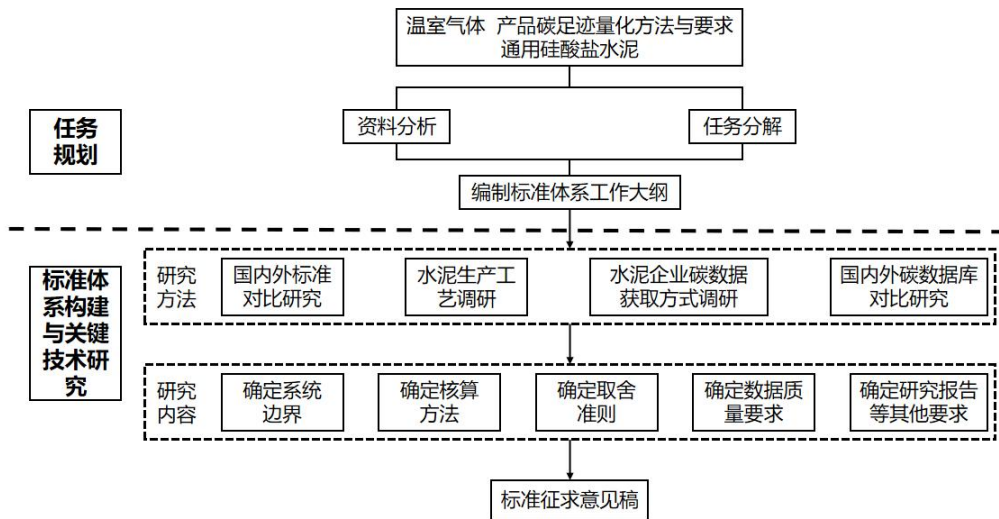 温室气体 产品碳足迹量化方法与要求
通用硅酸盐水泥
任务
规划
资料分析
任务分解
编制标准体系工作大纲
标准体
系构建
与关键
技术研
究
研究
方法
国内外标准
对比研究
水泥生产工
艺调研
水泥企业碳数据
获取方式调研
国内外碳数据库
对比研究
研究
内容
确定系统
边界
确定核算
方法
确定取舍
准则
确定数据质
量要求
确定研究报告
等其他要求
标准征求意见稿